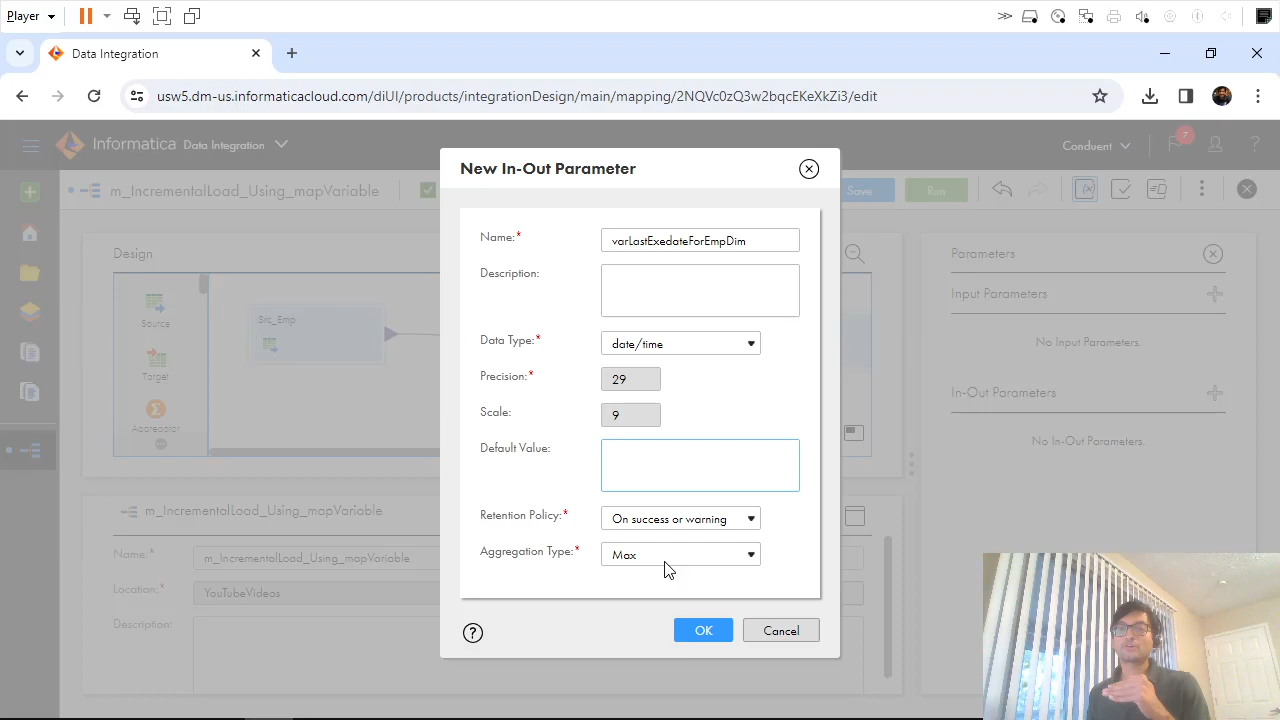 Player
Data Integration
usw5.dm-us.informaticacloud.com/diUI/products/integrationDesign/main/mapping/2NQVc0zQ3w2bqcEKeXkZi3/edit
Informatica Data Integration
Conduent
7
?
m_IncrementalLoad_Using_mapVariable
Save
Run
Design
Source
Target
Aggregator
Src_Emp
New In-Out Parameter
Name:*
varLastExedateForEmpDim
Description:
Data Type:*
date/time
Precision:*
29
Scale:
9
Default Value:
Retention Policy:*
On success or warning
Aggregation Type:*
Max
?
OK
Cancel
Parameters
Input Parameters
No Input Parameters.
In-Out Parameters
No In-Out Parameters.
m_IncrementalLoad_Using_mapVariable
Name:*
m_IncrementalLoad_Using_mapVariable
Location:*
YouTubeVideos
Description: